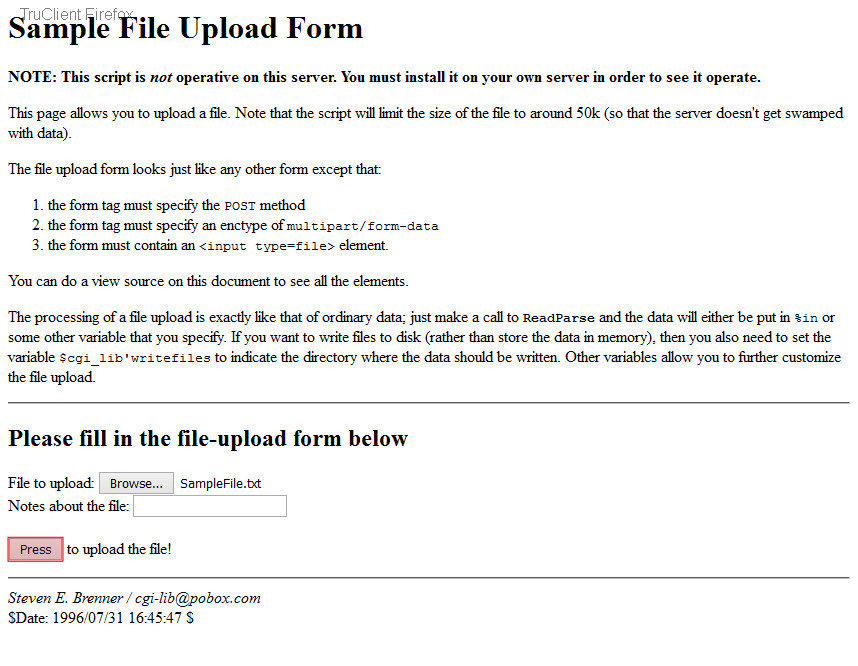 TruClient Firefox
Sample File Upload Form
NOTE: This script is not operative on this server. You must install it on your own server in order to see it operate.
This page allows you to upload a file. Note that the script will limit the size of the file to around 50k (so that the server doesn't get swamped
with data).
The file upload form looks just like any other form except that:
1. the form tag must specify the POST method
2. the form tag must specify an enctype of multipart/form-data
3. the form must contain an <input type=file> element.
You can do a view source on this document to see all the elements.
The processing of a file upload is exactly like that of ordinary data; just make a call to ReadParse and the data will either be put in %in or
some other variable that you specify. If you want to write files to disk (rather than store the data in memory), then you also need to set the
variable $cgi_lib'writefiles to indicate the directory where the data should be written. Other variables allow you to further customize
the file upload.
Please fill in the file-upload form below
File to upload: Browse... SampleFile.txt
Notes about the file:
Press to upload the file!
Steven E. Brenner / cgi-lib@pobox.com
$Date: 1996/07/31 16:45:47 $